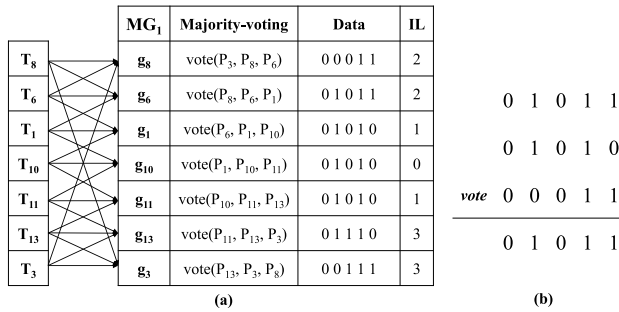 MG₁ Majority-voting Data IL
T₈ g₈ vote(P₃, P₈, P₆) 0 0 0 1 1 2
T₆ g₆ vote(P₈, P₆, P₁) 0 1 0 1 1 2
T₁ g₁ vote(P₆, P₁, P₁₀) 0 1 0 1 0 1
T₁₀ g₁₀ vote(P₁, P₁₀, P₁₁) 0 1 0 1 0 0
T₁₁ g₁₁ vote(P₁₀, P₁₁, P₁₃) 0 1 0 1 0 1
T₁₃ g₁₃ vote(P₁₁, P₁₃, P₃) 0 1 1 1 0 3
T₃ g₃ vote(P₁₃, P₃, P₈) 0 0 1 1 1 3
(a)
0 1 0 1 1
0 1 0 1 0
vote 0 0 0 1 1
0 1 0 1 1
(b)